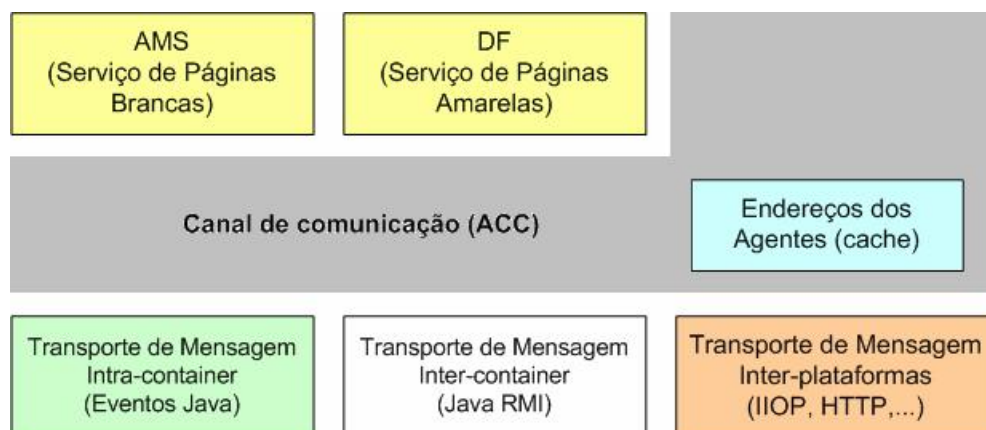 AMS
(Serviço de Páginas
Brancas)
DF
(Serviço de Páginas
Amarelas)
Canal de comunicação (ACC)
Endereços dos
Agentes (cache)
Transporte de Mensagem
Intra-container
(Eventos Java)
Transporte de Mensagem
Inter-container
(Java RMI)
Transporte de Mensagem
Inter-plataformas
(IIOP, HTTP,...)